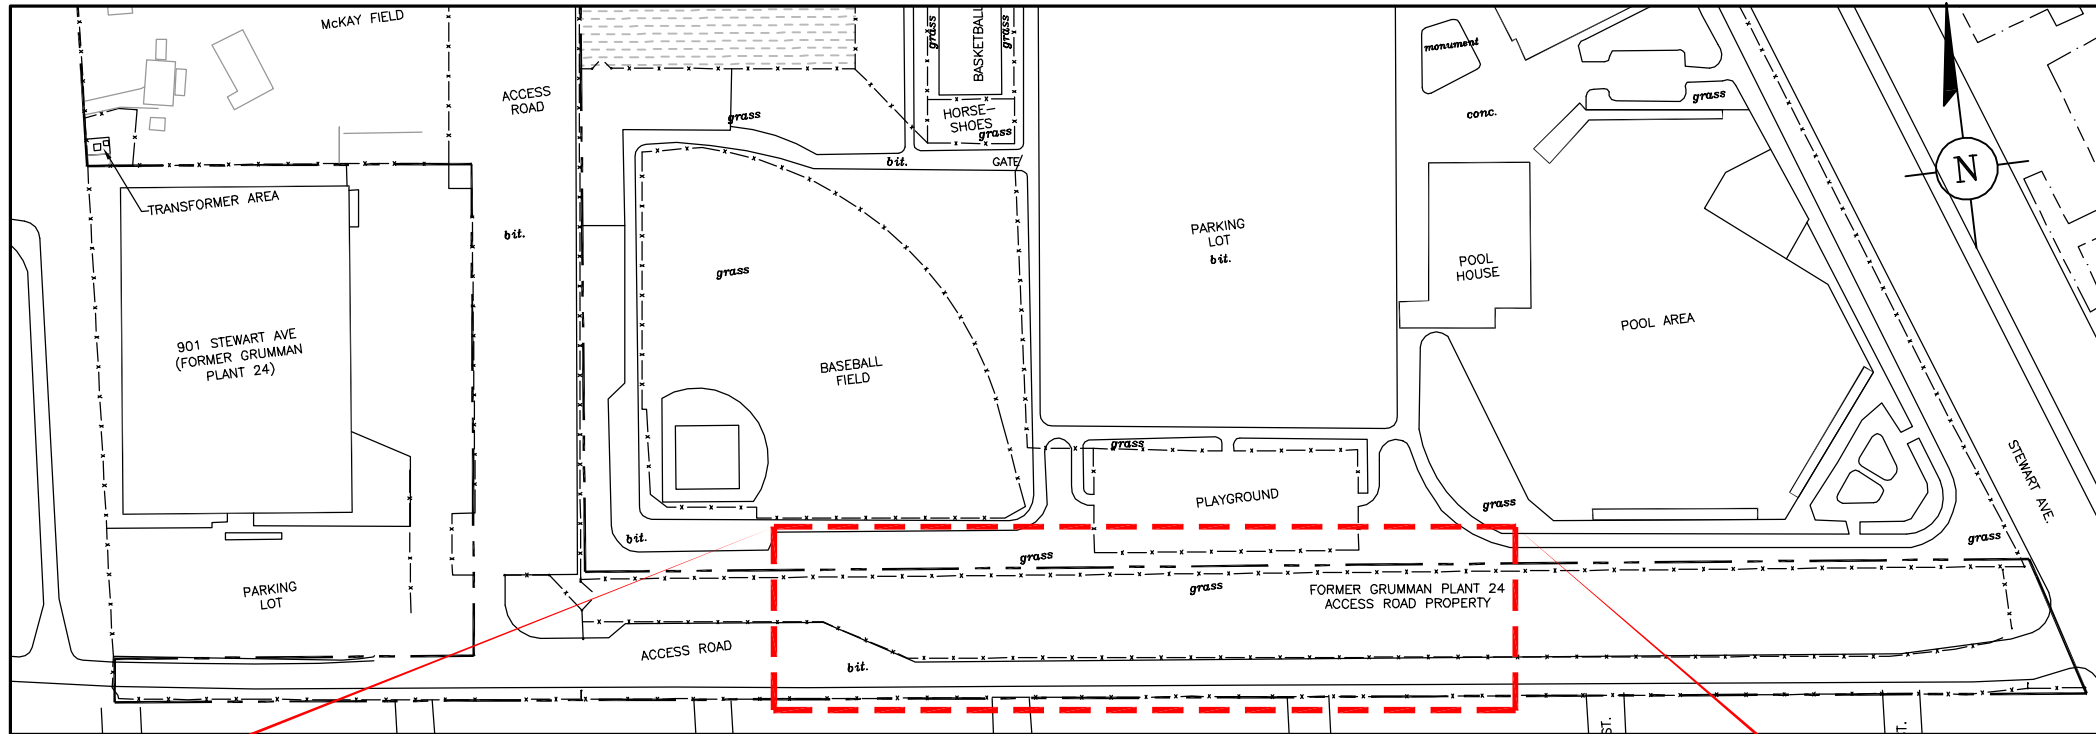 McKAY FIELD
ACCESS
ROAD
grass
BASKETBALL
grass
grass
HORSE-
SHOES
grass
monument
conc.
grass
N
bit.
GATE
TRANSFORMER AREA
bit.
grass
PARKING
LOT
bit.
POOL
HOUSE
POOL AREA
901 STEWART AVE
(FORMER GRUMMAN
PLANT 24)
BASEBALL
FIELD
grass
PLAYGROUND
grass
STEWART AVE.
bit.
grass
grass
grass
FORMER GRUMMAN PLANT 24
ACCESS ROAD PROPERTY
PARKING
LOT
ACCESS ROAD
bit.
ST.